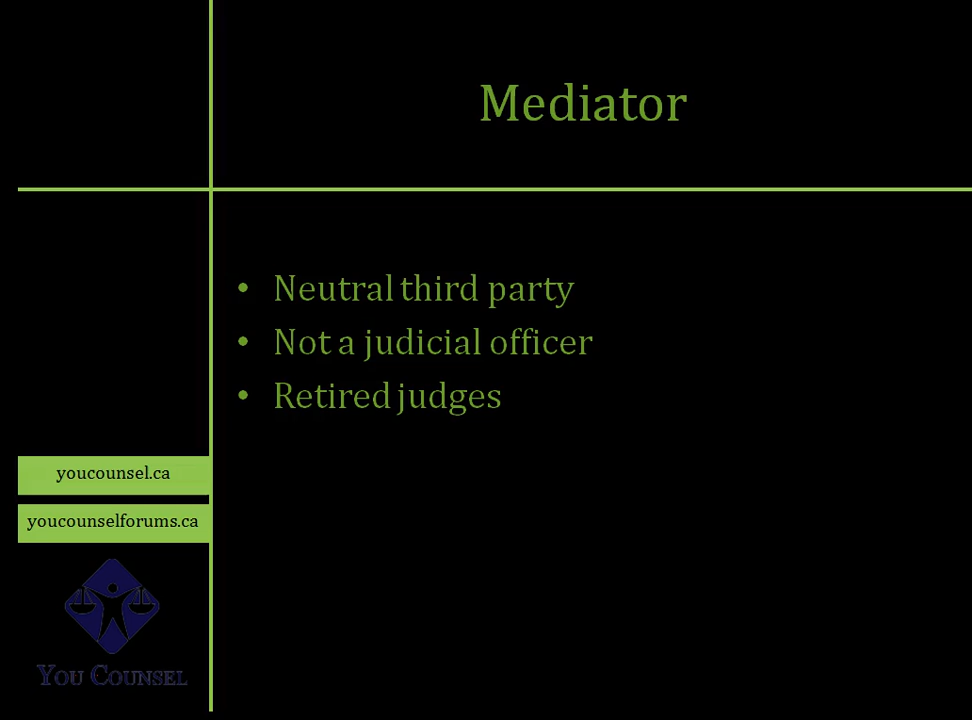 Mediator
• Neutral third party
• Not a judicial officer
• Retired judges
youcounsel.ca
youcounselforums.ca
YOU COUNSEL